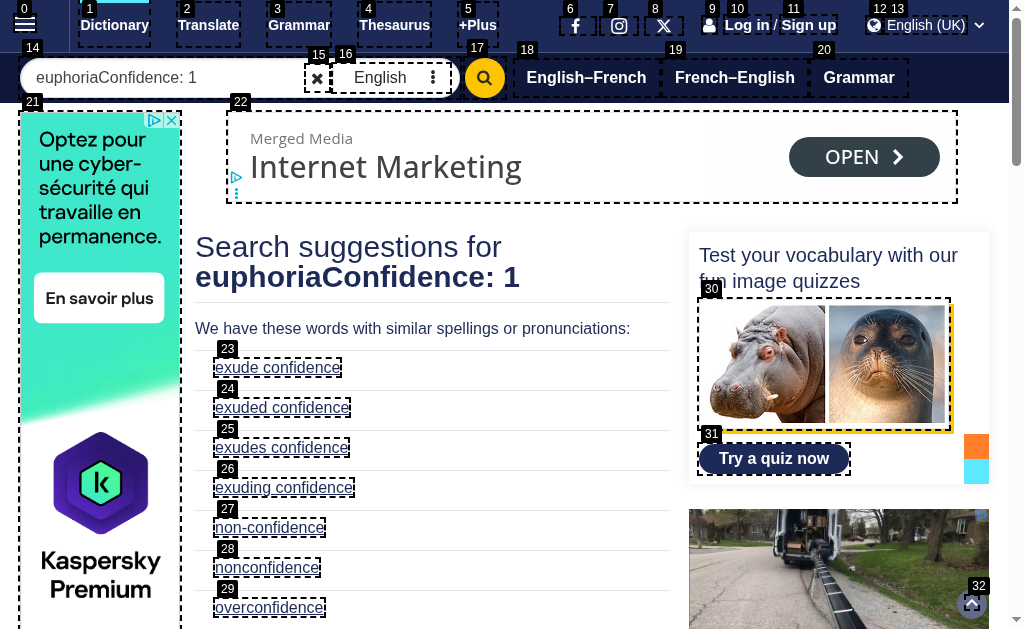 0 1 2 3 4 5 6 7 8 9 10 11 12 13
Dictionary Translate Grammar Thesaurus +Plus Log in / Sign up English (UK)
14 15 16 17 18 19 20
euphoriaConfidence: 1 English English–French French–English Grammar
21 22
Optez pour
une cyber-
sécurité qui
travaille en
permanence.
En savoir plus
k
Kaspersky
Premium
Merged Media
Internet Marketing
OPEN
Search suggestions for
euphoriaConfidence: 1
We have these words with similar spellings or pronunciations:
23
exude confidence
24
exuded confidence
25
exudes confidence
26
exuding confidence
27
non-confidence
28
nonconfidence
29
overconfidence
Test your vocabulary with our
fun image quizzes
30
31
Try a quiz now
32